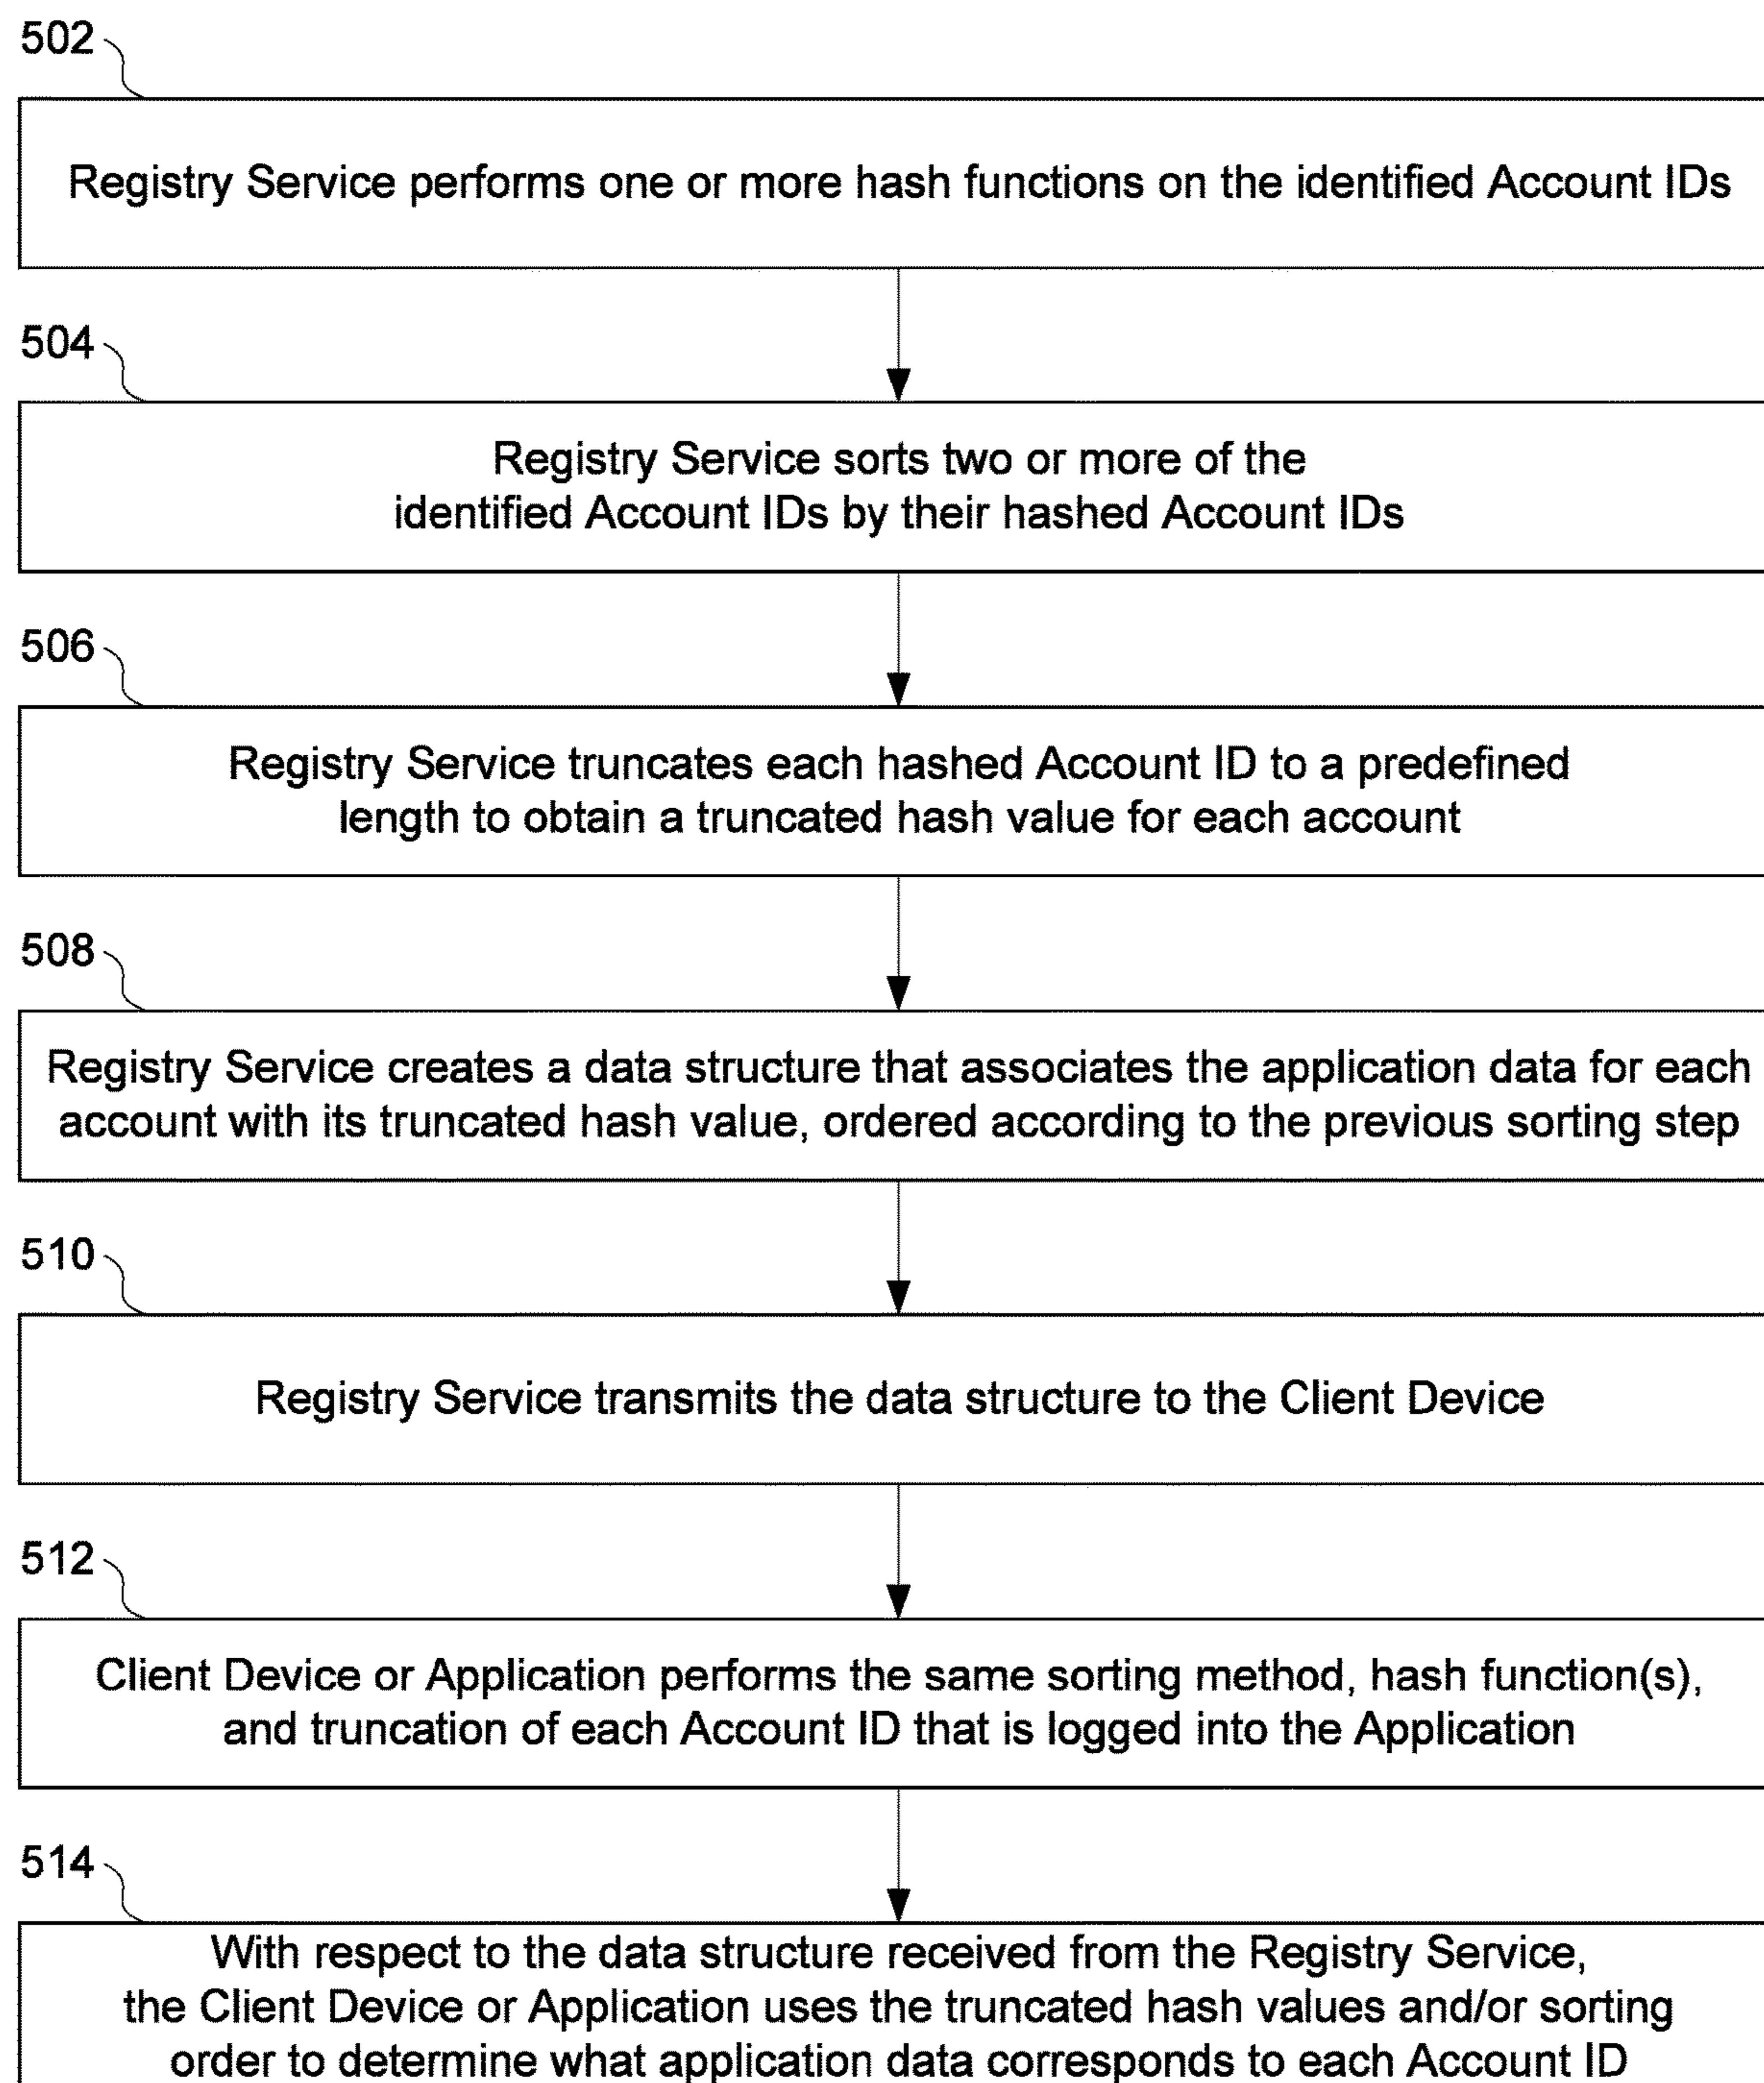 502
Registry Service performs one or more hash functions on the identified Account IDs
504
Registry Service sorts two or more of the
identified Account IDs by their hashed Account IDs
506
Registry Service truncates each hashed Account ID to a predefined
length to obtain a truncated hash value for each account
508
Registry Service creates a data structure that associates the application data for each
account with its truncated hash value, ordered according to the previous sorting step
510
Registry Service transmits the data structure to the Client Device
512
Client Device or Application performs the same sorting method, hash function(s),
and truncation of each Account ID that is logged into the Application
514
With respect to the data structure received from the Registry Service,
the Client Device or Application uses the truncated hash values and/or sorting
order to determine what application data corresponds to each Account ID